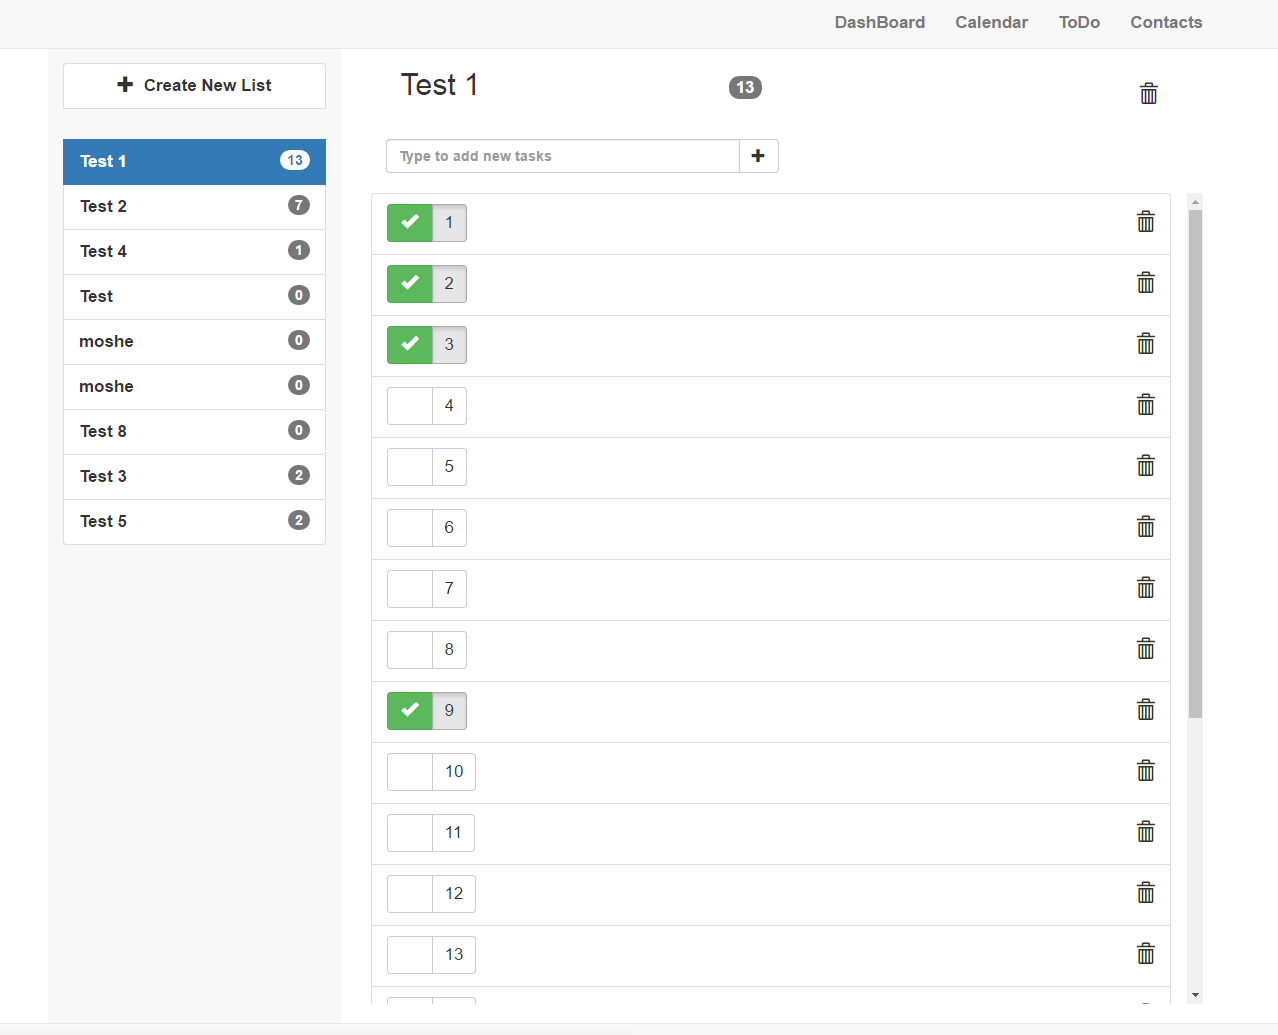 DashBoard Calendar ToDo Contacts
Create New List
Test 1 13
Test 2 7
Test 4 1
Test 0
moshe 0
moshe 0
Test 8 0
Test 3 2
Test 5 2
Test 1 13
Type to add new tasks
1
2
3
4
5
6
7
8
9
10
11
12
13